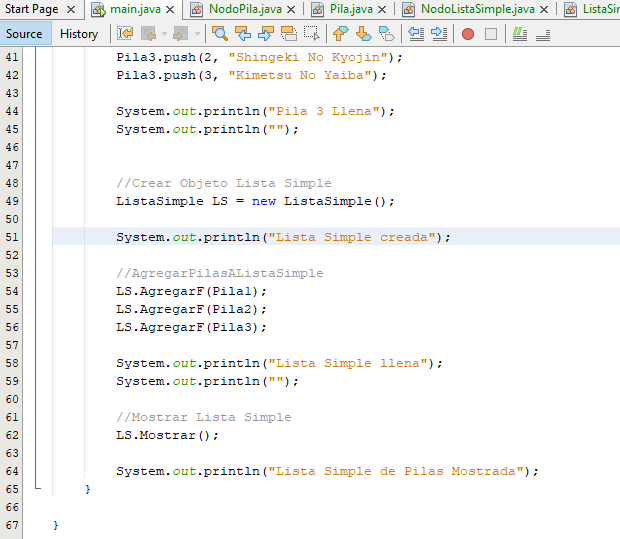 Start Page
main.java
NodoPila.java
Pila.java
NodoListaSimple.java
ListaSim
Source
History
41 Pila3.push(2, "Shingeki No Kyojin");
42 Pila3.push(3, "Kimetsu No Yaiba");
43
44 System.out.println("Pila 3 Llena");
45 System.out.println("");
46
47
48 //Crear Objeto Lista Simple
49 ListaSimple LS = new ListaSimple();
50
51 System.out.println("Lista Simple creada");
52
53 //AgregarPilasAListaSimple
54 LS.AgregarF(Pila1);
55 LS.AgregarF(Pila2);
56 LS.AgregarF(Pila3);
57
58 System.out.println("Lista Simple llena");
59 System.out.println("");
60
61 //Mostrar Lista Simple
62 LS.Mostrar();
63
64 System.out.println("Lista Simple de Pilas Mostrada");
65 }
66
67 }